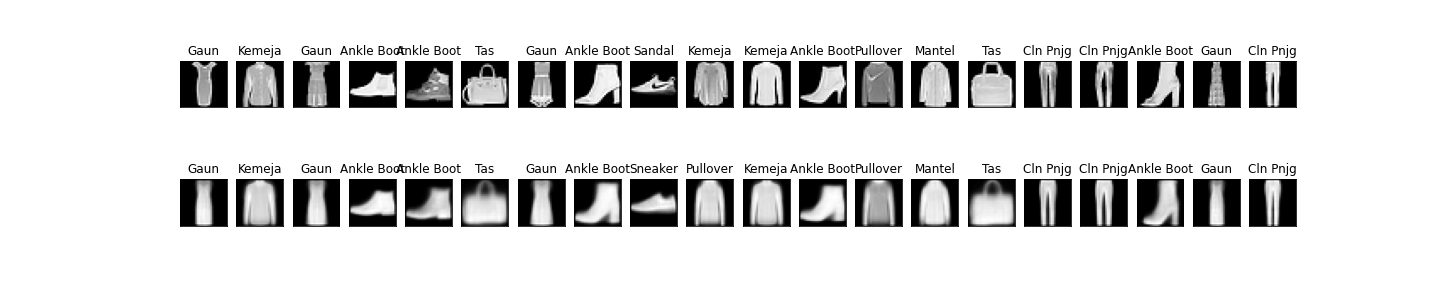 Gaun Kemeja Gaun Ankle Boot Ankle Boot Tas Gaun Ankle Boot Sandal Kemeja Kemeja Ankle Boot Pullover Mantel Tas Cln Pnjg Cln Pnjg Ankle Boot Gaun Cln Pnjg
Gaun Kemeja Gaun Ankle Boot Ankle Boot Tas Gaun Ankle Boot Sneaker Pullover Kemeja Ankle Boot Pullover Mantel Tas Cln Pnjg Cln Pnjg Ankle Boot Gaun Cln Pnjg